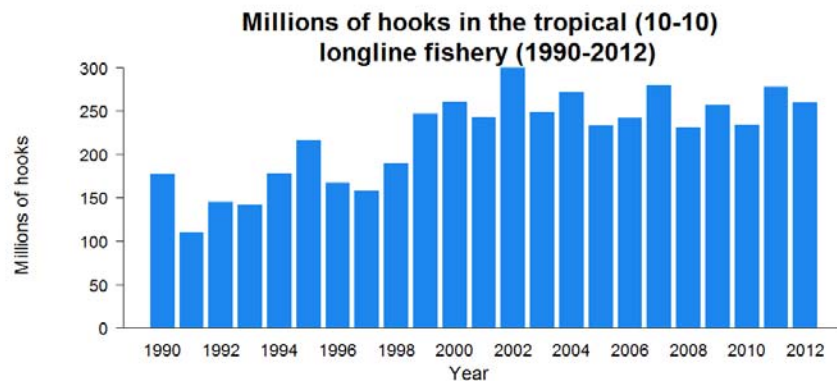 Millions of hooks in the tropical (10-10)
longline fishery (1990-2012)
300
250
200
150
100
50
0
Millions of hooks
1990 1992 1994 1996 1998 2000 2002 2004 2006 2008 2010 2012
Year